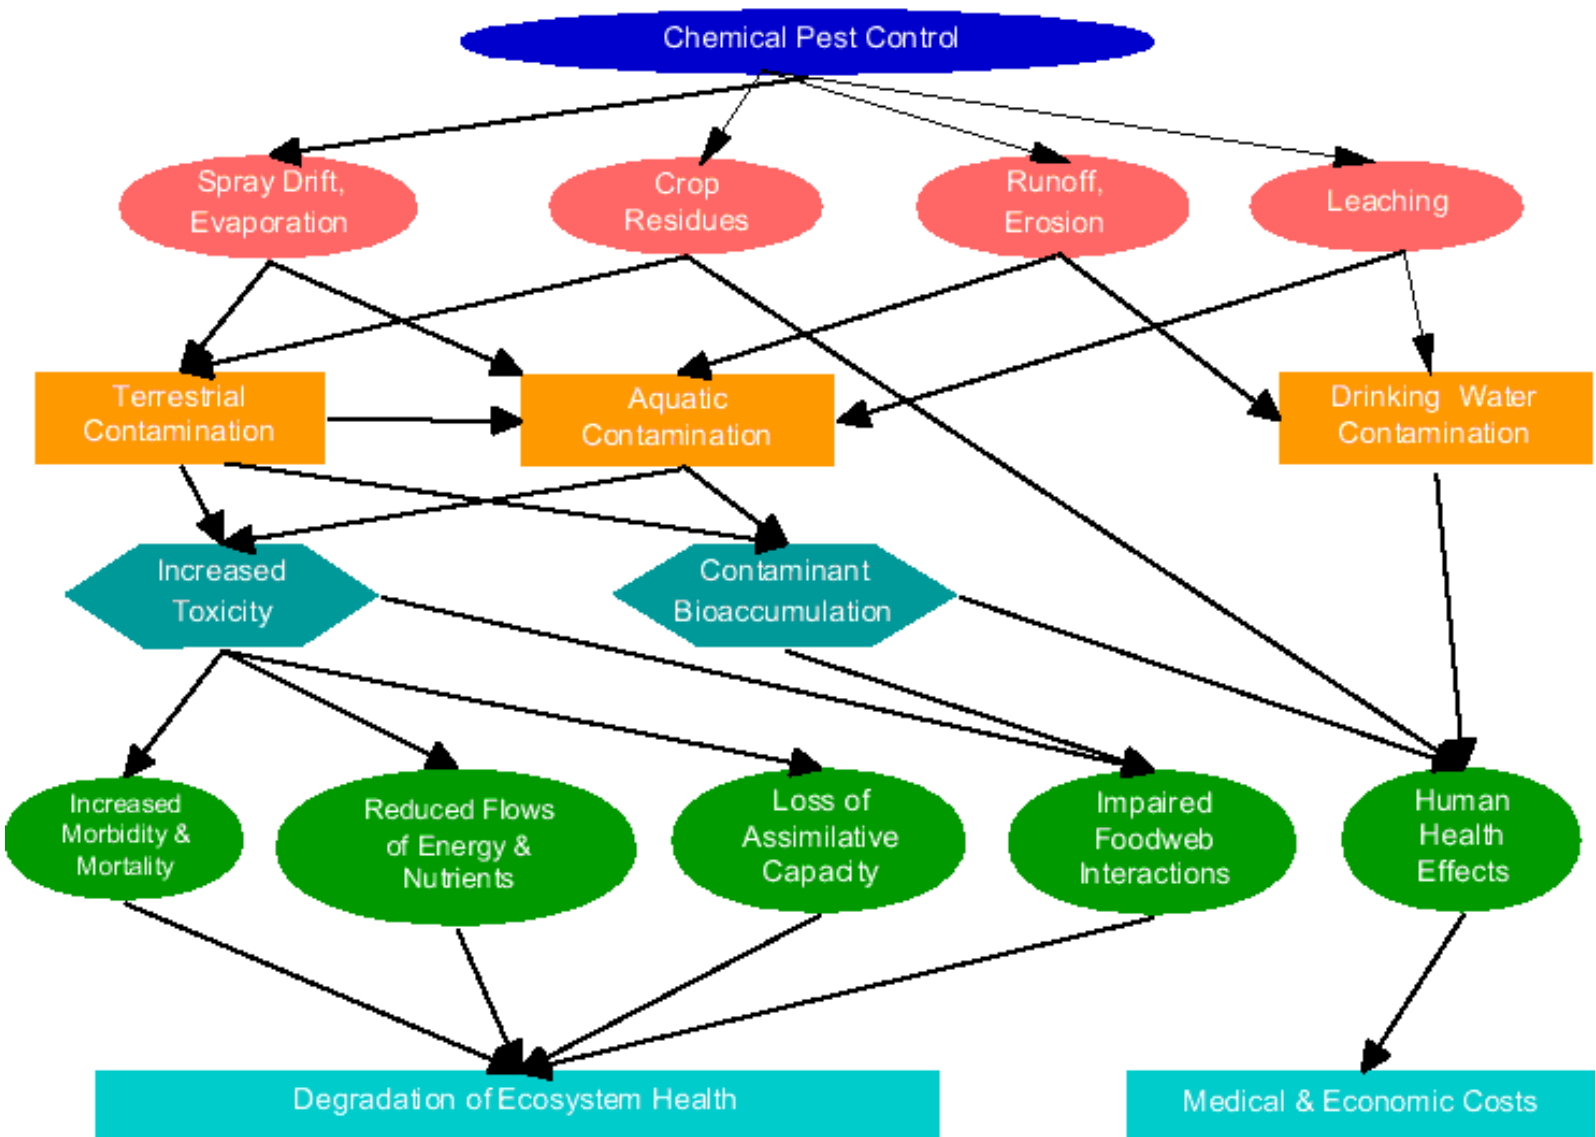 Chemical Pest Control
Spray Drift,
Evaporation
Crop
Residues
Runoff,
Erosion
Leaching
Terrestrial
Contamination
Aquatic
Contamination
Drinking Water
Contamination
Increased
Toxicity
Contaminant
Bioaccumulation
Increased
Morbidity &
Mortality
Reduced Flows
of Energy &
Nutrients
Loss of
Assimilative
Capacity
Impaired
Foodweb
Interactions
Human
Health
Effects
Degradation of Ecosystem Health
Medical & Economic Costs